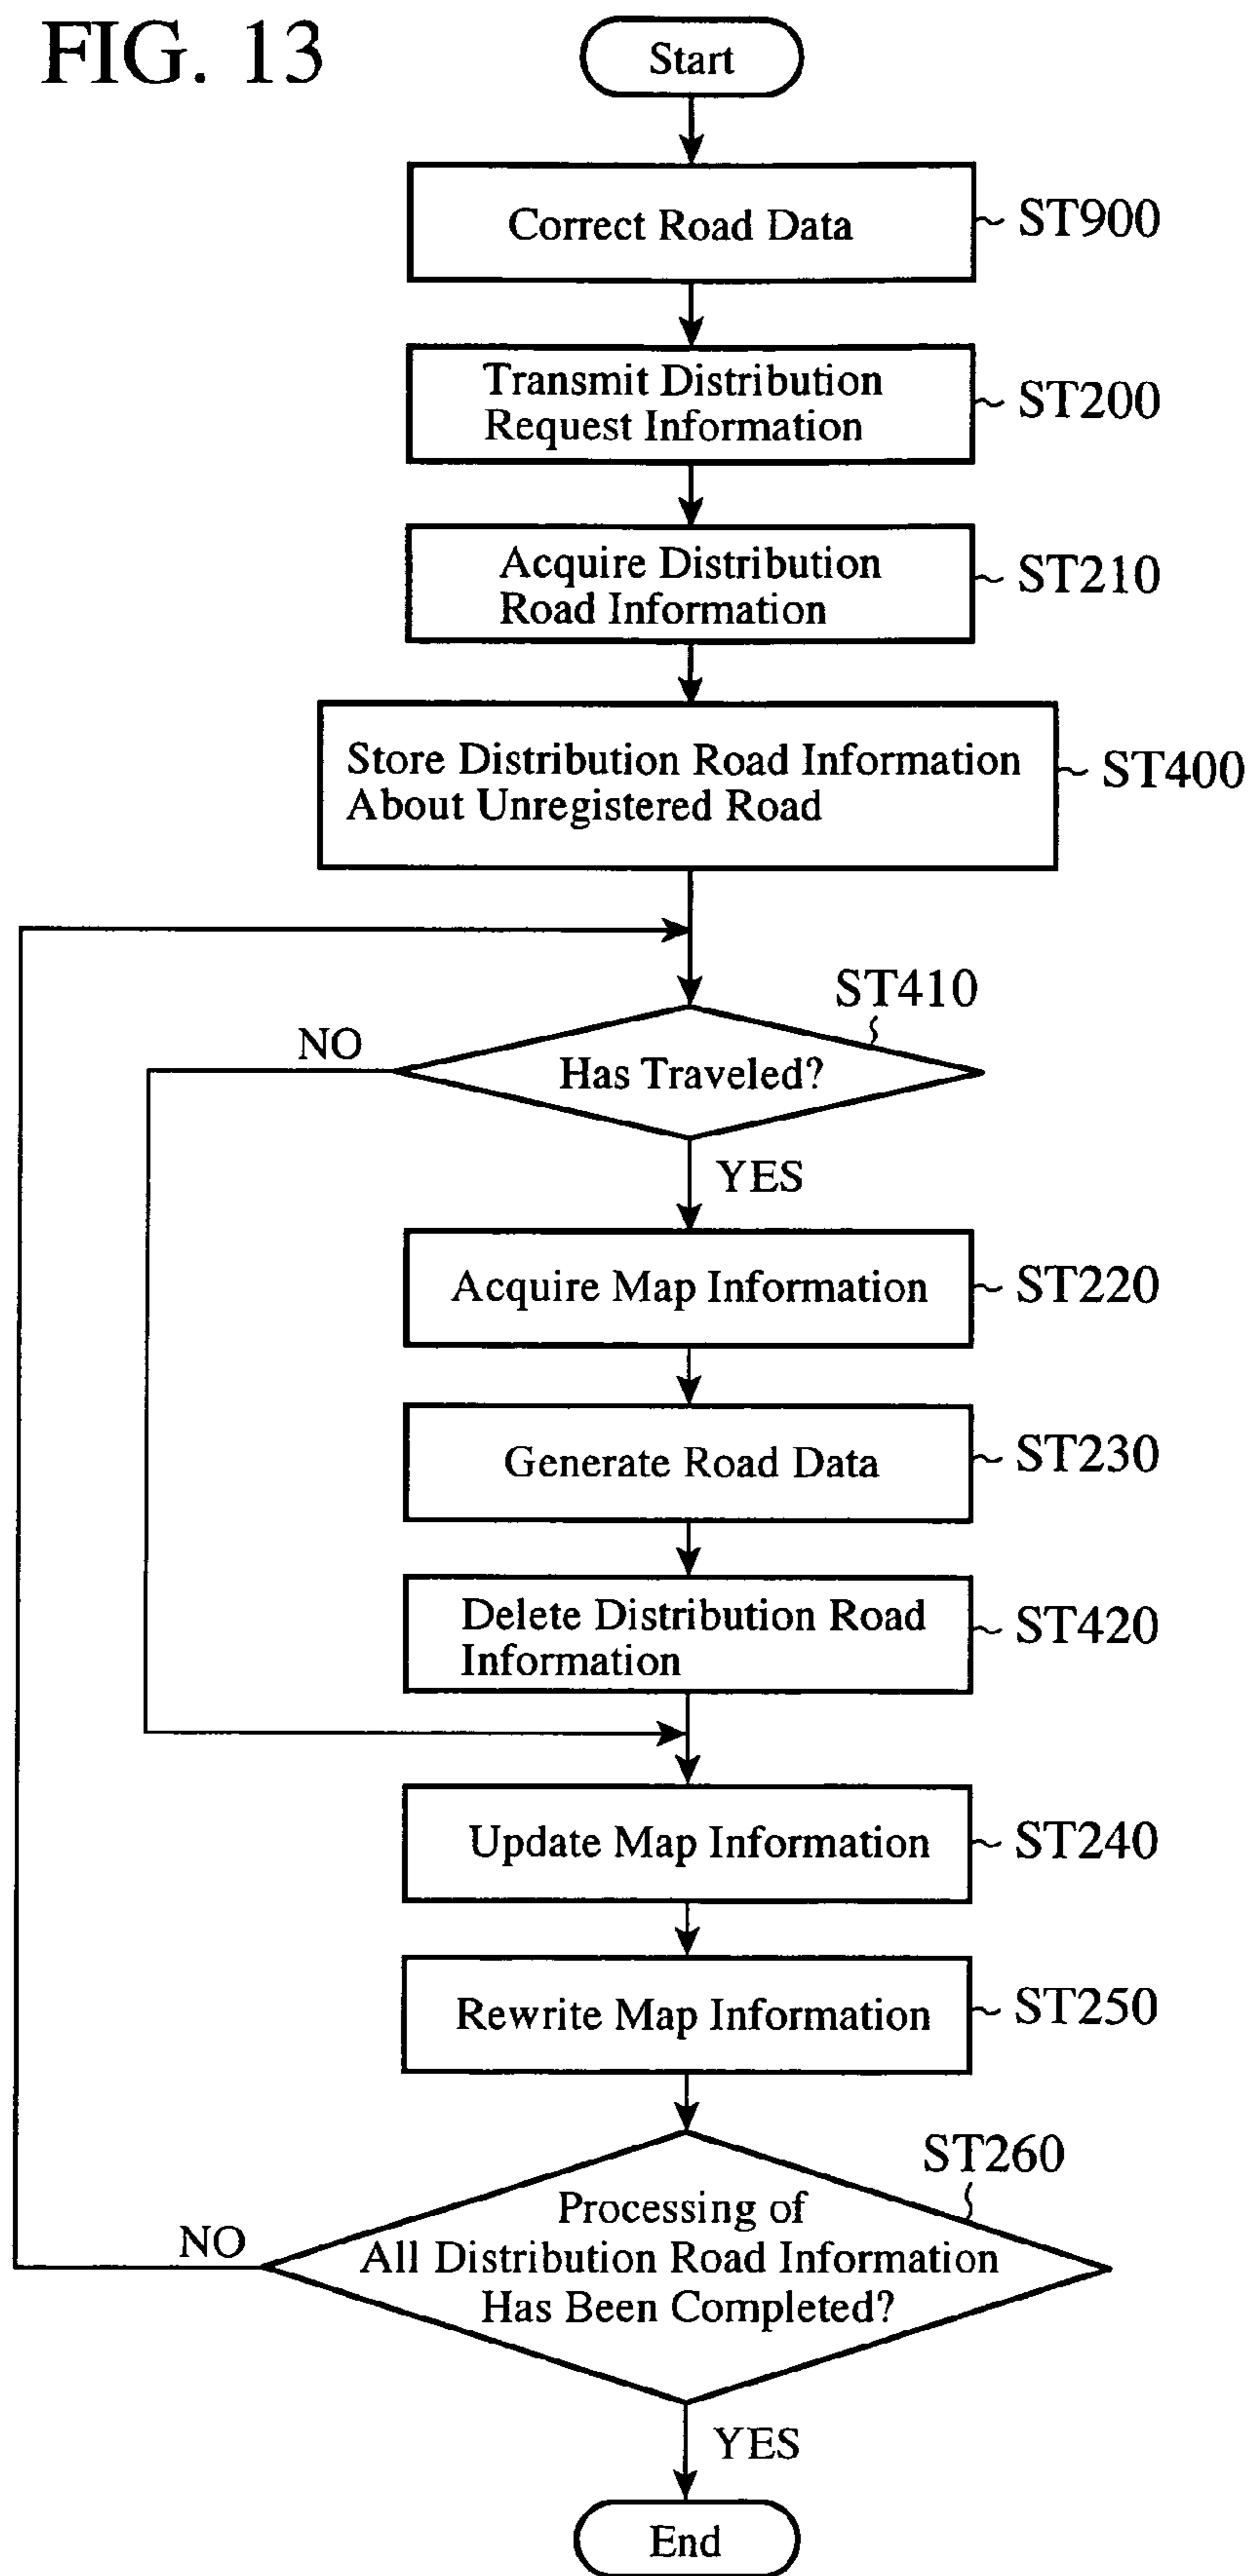 FIG. 13
Start
Correct Road Data
ST900
Transmit Distribution
Request Information
ST200
Acquire Distribution
Road Information
ST210
Store Distribution Road Information
About Unregistered Road
ST400
ST410
NO
Has Traveled?
YES
Acquire Map Information
ST220
Generate Road Data
ST230
Delete Distribution Road
Information
ST420
Update Map Information
ST240
Rewrite Map Information
ST250
ST260
Processing of
NO
All Distribution Road Information
Has Been Completed?
YES
End